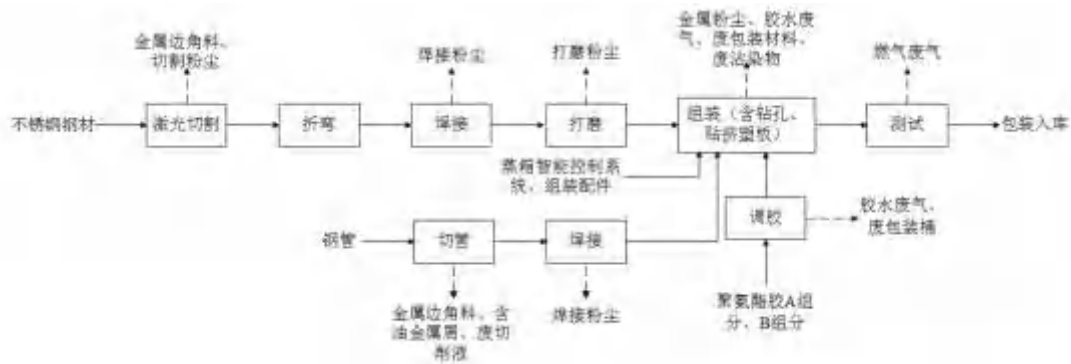 金属边角料、
切割粉尘
焊接粉尘
打磨粉尘
金属粉尘、胶水废
气、废包装材料、
废沾染物
燃气废气
不锈钢钢材
激光切割
折弯
焊接
打磨
组装（含钻孔、
贴挤塑板）
测试
包装入库
蒸箱智能控制系
统、组装配件
钢管
切管
焊接
调胶
胶水废气、
废包装桶
金属边角料、含
油金属屑、废切
削液
焊接粉尘
聚氨酯胶A组
分、B组分